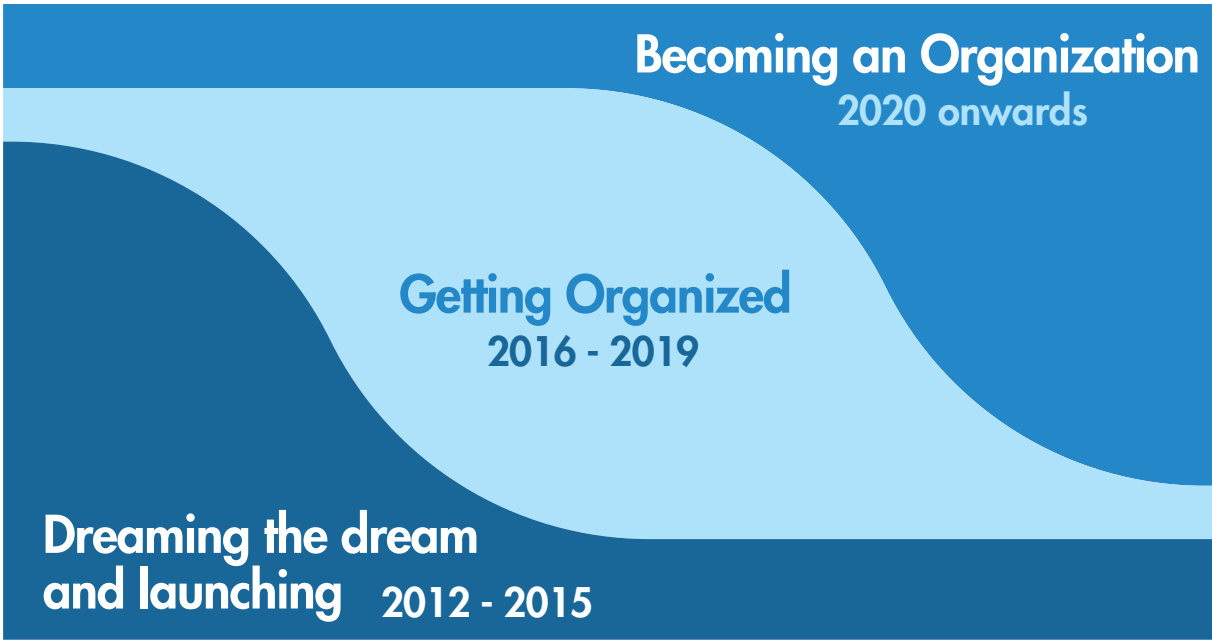 Becoming an Organization
2020 onwards
Getting Organized
2016 - 2019
Dreaming the dream
and launching 2012 - 2015